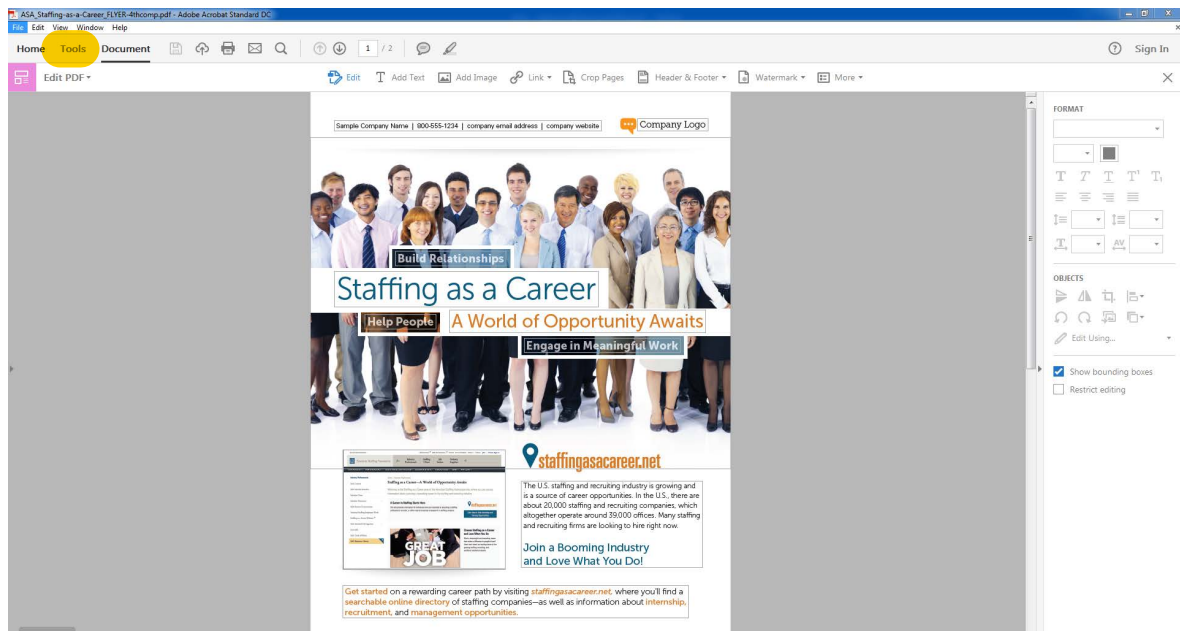 ASA_Staffing-as-a-Career_FLYER-4thcomp.pdf - Adobe Acrobat Standard DC
File Edit View Window Help
Home Tools Document 1 / 2 Sign In
Edit PDF Edit Add Text Add Image Link Crop Pages Header & Footer Watermark More
FORMAT
Sample Company Name | 800-555-1234 | company email address | company website
Company Logo
Build Relationships
Staffing as a Career
Help People
A World of Opportunity Awaits
Engage in Meaningful Work
OBJECTS
Edit Using...
Show bounding boxes
Restrict editing
staffingasacareer.net
Staffing as a Career—A World of Opportunity Awaits
GREAT
JOB
The U.S. staffing and recruiting industry is growing and
is a source of career opportunities. In the U.S., there are
about 20,000 staffing and recruiting companies, which
altogether operate around 39,000 offices. Many staffing
and recruiting firms are looking to hire right now.
Join a Booming Industry
and Love What You Do!
Get started on a rewarding career path by visiting staffingasacareer.net, where you'll find a
searchable online directory of staffing companies—as well as information about internship,
recruitment, and management opportunities.